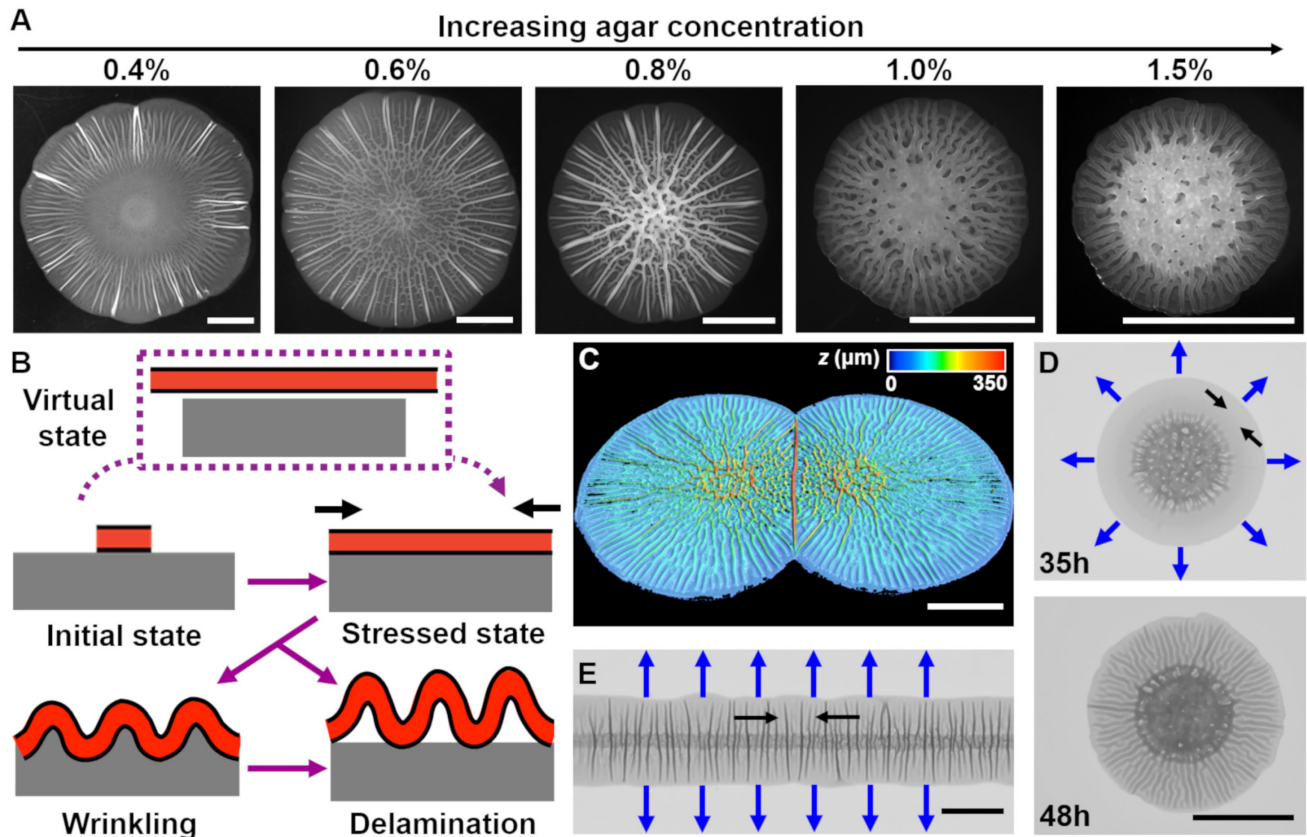 A
Increasing agar concentration
0.4% 0.6% 0.8% 1.0% 1.5%
B
Virtual
state
Initial state
Stressed state
Wrinkling
Delamination
C
z (µm)
0 350
D
35h
48h
E